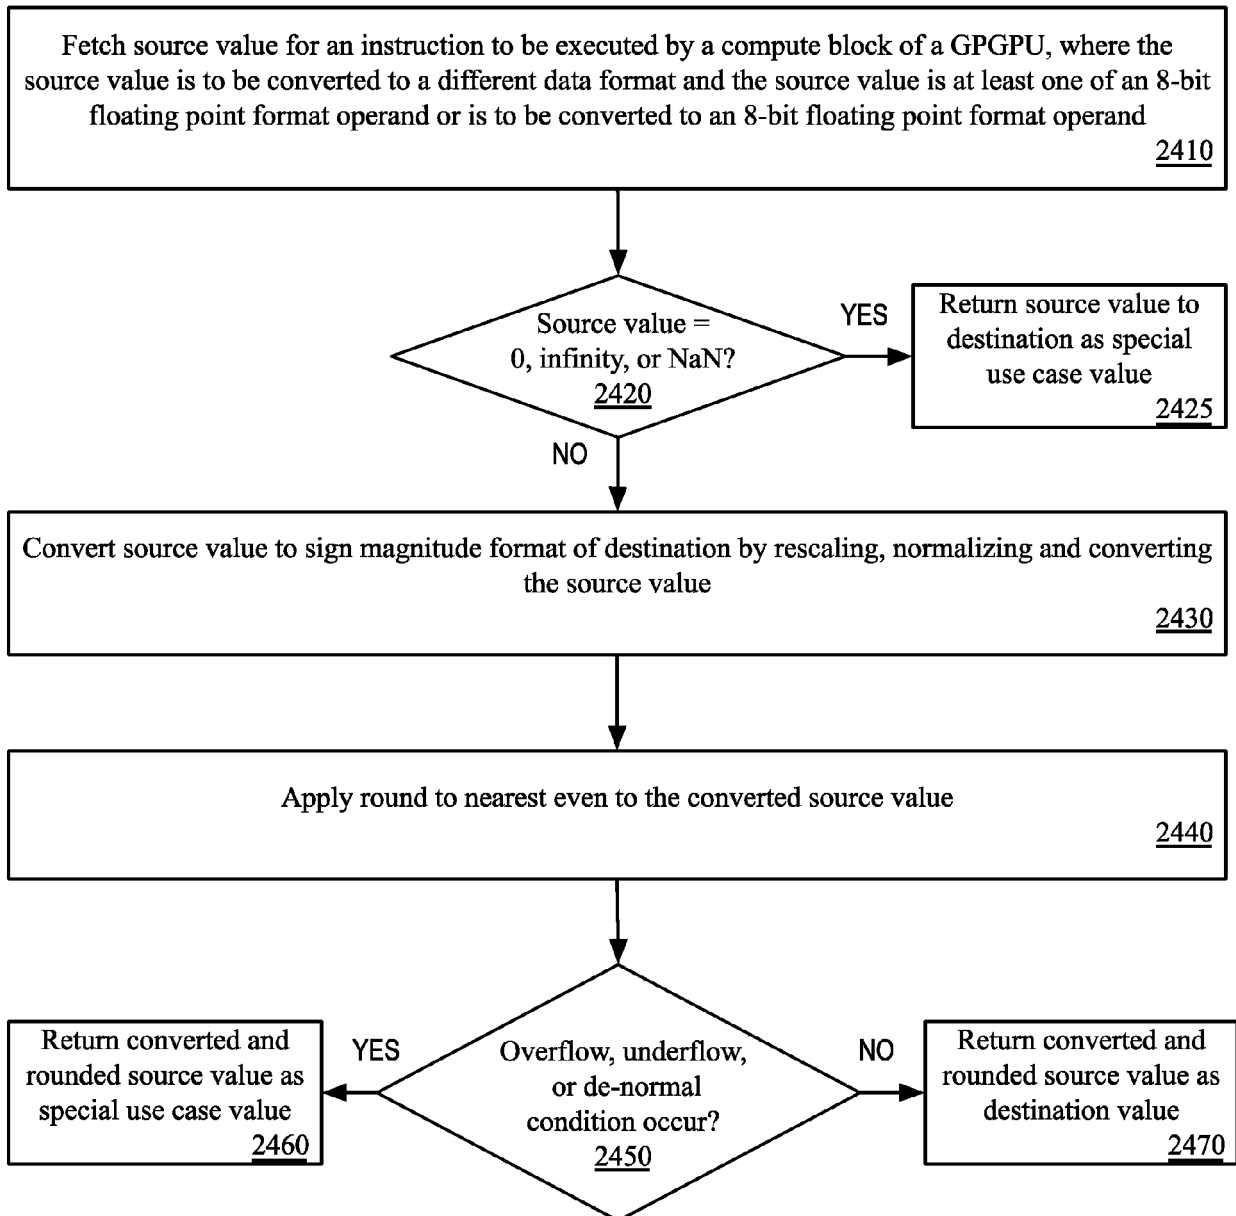 Fetch source value for an instruction to be executed by a compute block of a GPGPU, where the
source value is to be converted to a different data format and the source value is at least one of an 8-bit
floating point format operand or is to be converted to an 8-bit floating point format operand
2410
Source value =
0, infinity, or NaN?
2420
YES
Return source value to
destination as special
use case value
2425
NO
Convert source value to sign magnitude format of destination by rescaling, normalizing and converting
the source value
2430
Apply round to nearest even to the converted source value
2440
Return converted and
rounded source value as
special use case value
2460
YES
Overflow, underflow,
or de-normal
condition occur?
2450
NO
Return converted and
rounded source value as
destination value
2470